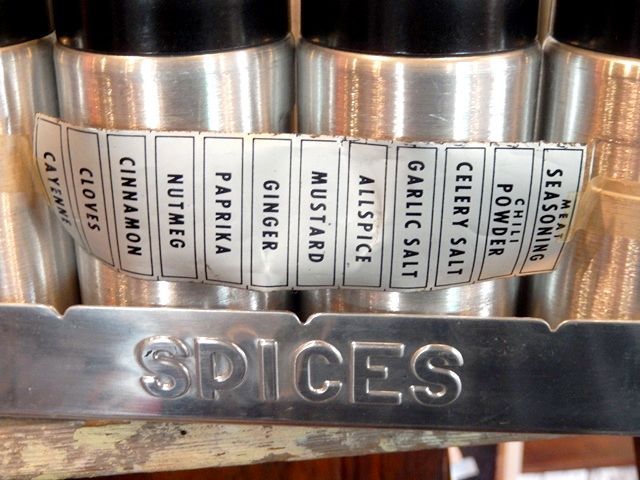 CAYENNE
CLOVES
CINNAMON
NUTMEG
PAPRIKA
GINGER
MUSTARD
ALLSPICE
GARLIC SALT
CELERY SALT
CHILI
POWDER
MEAT
SEASONING
SPICES